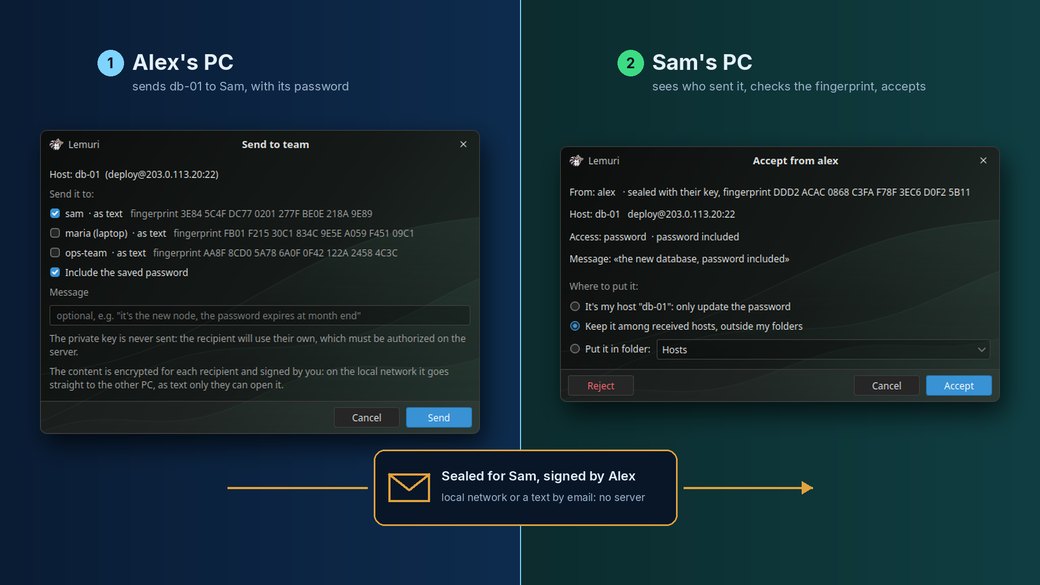 1 Alex's PC
sends db-01 to Sam, with its password
Lemuri
Send to team
×
Host: db-01 (deploy@203.0.113.20:22)
Send it to:
sam · as text fingerprint 3E84 5C4F DC77 0201 277F BE0E 218A 9E89
maria (laptop) · as text fingerprint FB01 F215 30C1 834C 9E5E A059 F451 09C1
ops-team · as text fingerprint AA8F 8CD0 5A78 6A0F 0F42 122A 2458 4C3C
Include the saved password
Message
optional, e.g. "it's the new node, the password expires at month end"
The private key is never sent: the recipient will use their own, which must be authorized on the
server.
The content is encrypted for each recipient and signed by you: on the local network it goes
straight to the other PC, as text only they can open it.
Cancel
Send
2 Sam's PC
sees who sent it, checks the fingerprint, accepts
Lemuri
Accept from alex
×
From: alex · sealed with their key, fingerprint DDD2 ACAC 0868 C3FA F78F 3EC6 D0F2 5B11
Host: db-01 deploy@203.0.113.20:22
Access: password · password included
Message: «the new database, password included»
Where to put it:
It's my host "db-01": only update the password
Keep it among received hosts, outside my folders
Put it in folder: Hosts
Reject
Cancel
Accept
Sealed for Sam, signed by Alex
local network or a text by email: no server